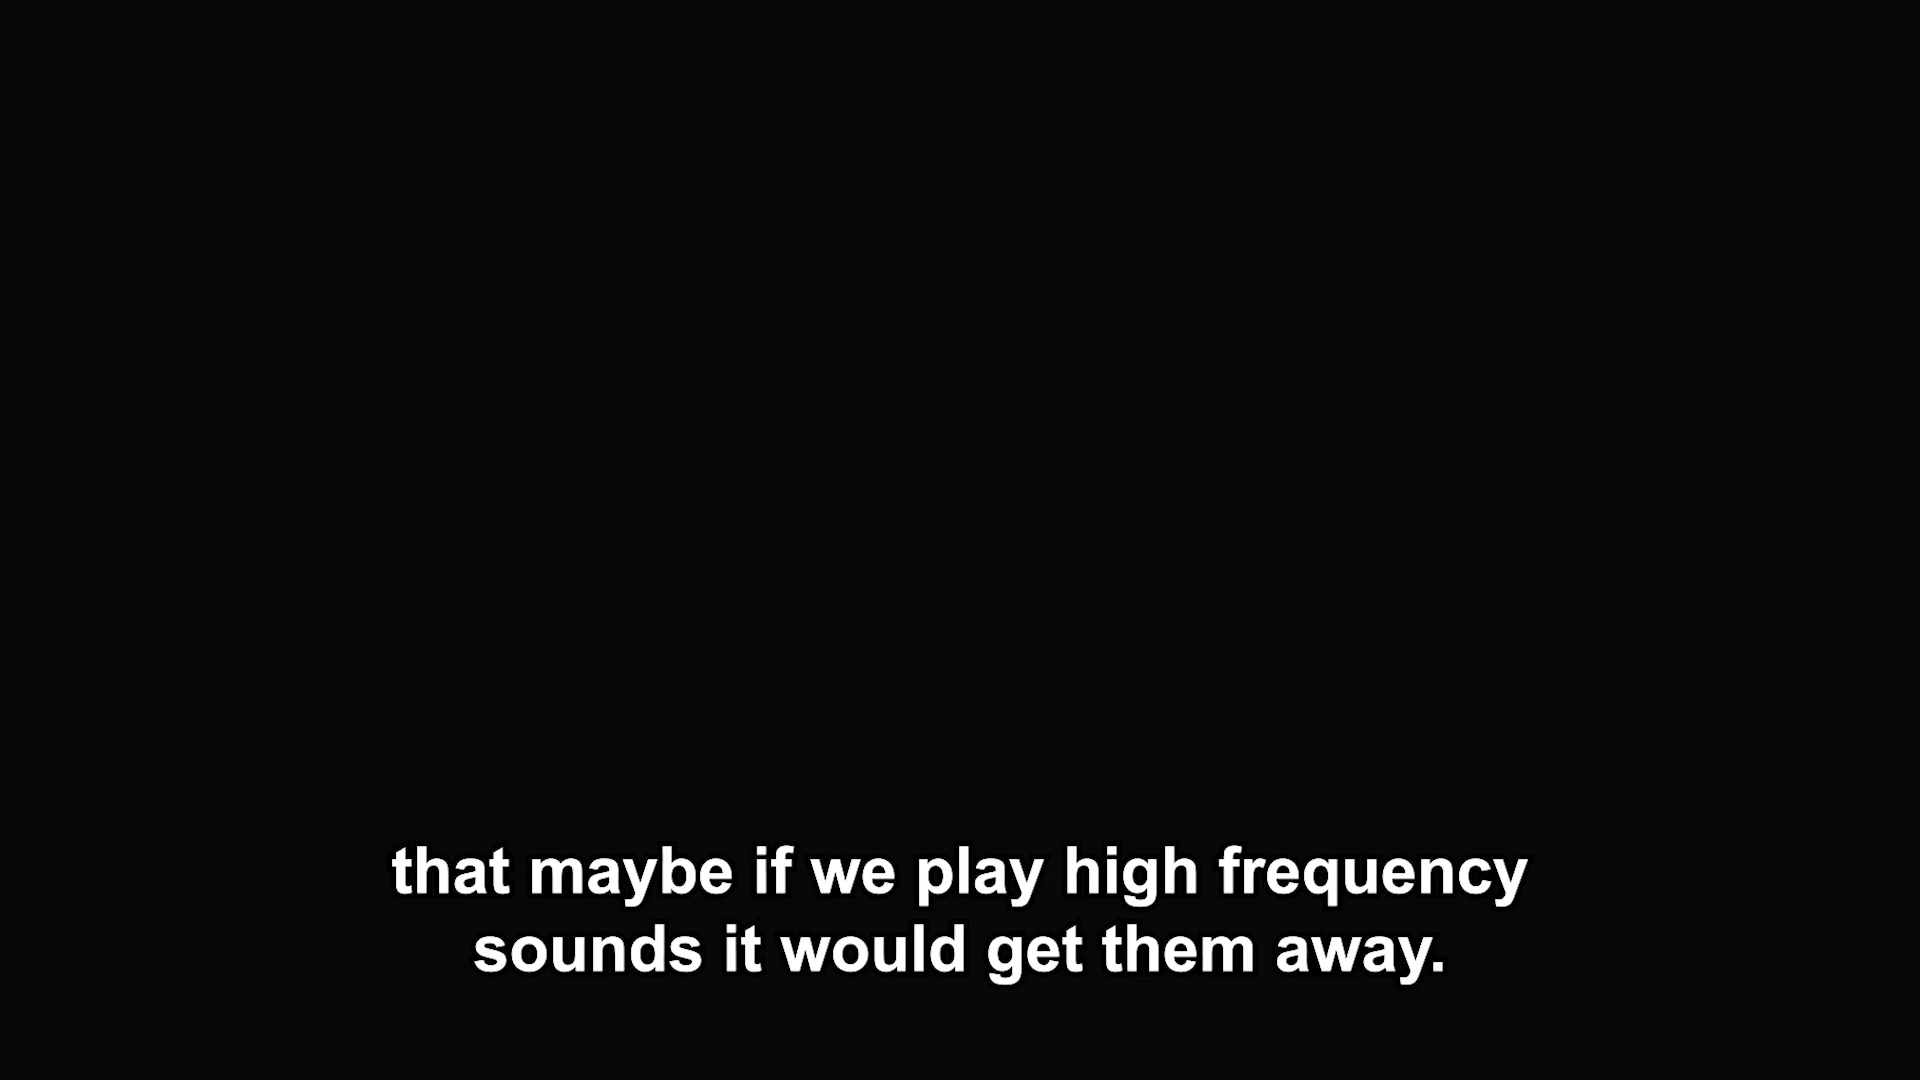 that maybe if we play high frequency
sounds it would get them away.